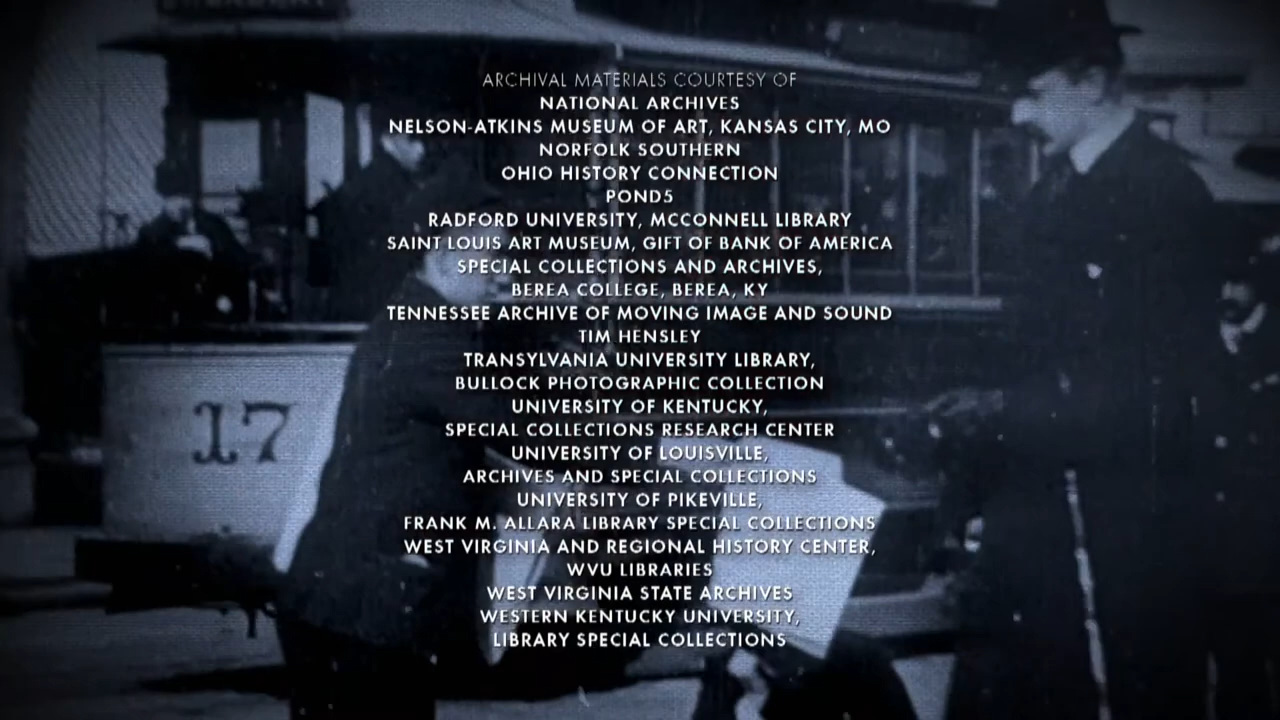 ARCHIVAL MATERIALS COURTESY OF
NATIONAL ARCHIVES
NELSON-ATKINS MUSEUM OF ART, KANSAS CITY, MO
NORFOLK SOUTHERN
OHIO HISTORY CONNECTION
POND5
RADFORD UNIVERSITY, MCCONNELL LIBRARY
SAINT LOUIS ART MUSEUM, GIFT OF BANK OF AMERICA
SPECIAL COLLECTIONS AND ARCHIVES,
BEREA COLLEGE, BEREA, KY
TENNESSEE ARCHIVE OF MOVING IMAGE AND SOUND
TIM HENSLEY
TRANSYLVANIA UNIVERSITY LIBRARY,
BULLOCK PHOTOGRAPHIC COLLECTION
UNIVERSITY OF KENTUCKY,
SPECIAL COLLECTIONS RESEARCH CENTER
UNIVERSITY OF LOUISVILLE,
ARCHIVES AND SPECIAL COLLECTIONS
UNIVERSITY OF PIKEVILLE,
FRANK M. ALLARA LIBRARY SPECIAL COLLECTIONS
WEST VIRGINIA AND REGIONAL HISTORY CENTER,
WVU LIBRARIES
WEST VIRGINIA STATE ARCHIVES
WESTERN KENTUCKY UNIVERSITY,
LIBRARY SPECIAL COLLECTIONS
17